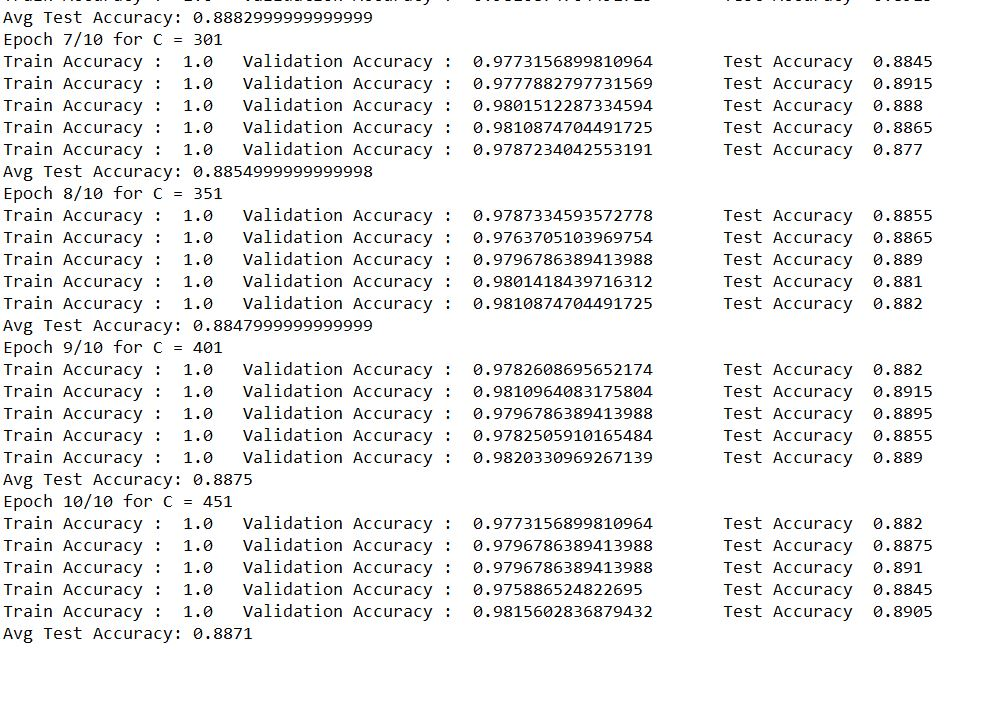 Avg Test Accuracy: 0.8882999999999999
Epoch 7/10 for C = 301
Train Accuracy :  1.0   Validation Accuracy :  0.9773156899810964       Test Accuracy  0.8845
Train Accuracy :  1.0   Validation Accuracy :  0.9777882797731569       Test Accuracy  0.8915
Train Accuracy :  1.0   Validation Accuracy :  0.9801512287334594       Test Accuracy  0.888
Train Accuracy :  1.0   Validation Accuracy :  0.9810874704491725       Test Accuracy  0.8865
Train Accuracy :  1.0   Validation Accuracy :  0.9787234042553191       Test Accuracy  0.877
Avg Test Accuracy: 0.8854999999999998
Epoch 8/10 for C = 351
Train Accuracy :  1.0   Validation Accuracy :  0.9787334593572778       Test Accuracy  0.8855
Train Accuracy :  1.0   Validation Accuracy :  0.9763705103969754       Test Accuracy  0.8865
Train Accuracy :  1.0   Validation Accuracy :  0.9796786389413988       Test Accuracy  0.889
Train Accuracy :  1.0   Validation Accuracy :  0.9801418439716312       Test Accuracy  0.881
Train Accuracy :  1.0   Validation Accuracy :  0.9810874704491725       Test Accuracy  0.882
Avg Test Accuracy: 0.8847999999999999
Epoch 9/10 for C = 401
Train Accuracy :  1.0   Validation Accuracy :  0.9782608695652174       Test Accuracy  0.882
Train Accuracy :  1.0   Validation Accuracy :  0.9810964083175804       Test Accuracy  0.8915
Train Accuracy :  1.0   Validation Accuracy :  0.9796786389413988       Test Accuracy  0.8895
Train Accuracy :  1.0   Validation Accuracy :  0.9782505910165484       Test Accuracy  0.8855
Train Accuracy :  1.0   Validation Accuracy :  0.9820330969267139       Test Accuracy  0.889
Avg Test Accuracy: 0.8875
Epoch 10/10 for C = 451
Train Accuracy :  1.0   Validation Accuracy :  0.9773156899810964       Test Accuracy  0.882
Train Accuracy :  1.0   Validation Accuracy :  0.9796786389413988       Test Accuracy  0.8875
Train Accuracy :  1.0   Validation Accuracy :  0.9796786389413988       Test Accuracy  0.891
Train Accuracy :  1.0   Validation Accuracy :  0.975886524822695        Test Accuracy  0.8845
Train Accuracy :  1.0   Validation Accuracy :  0.9815602836879432       Test Accuracy  0.8905
Avg Test Accuracy: 0.8871